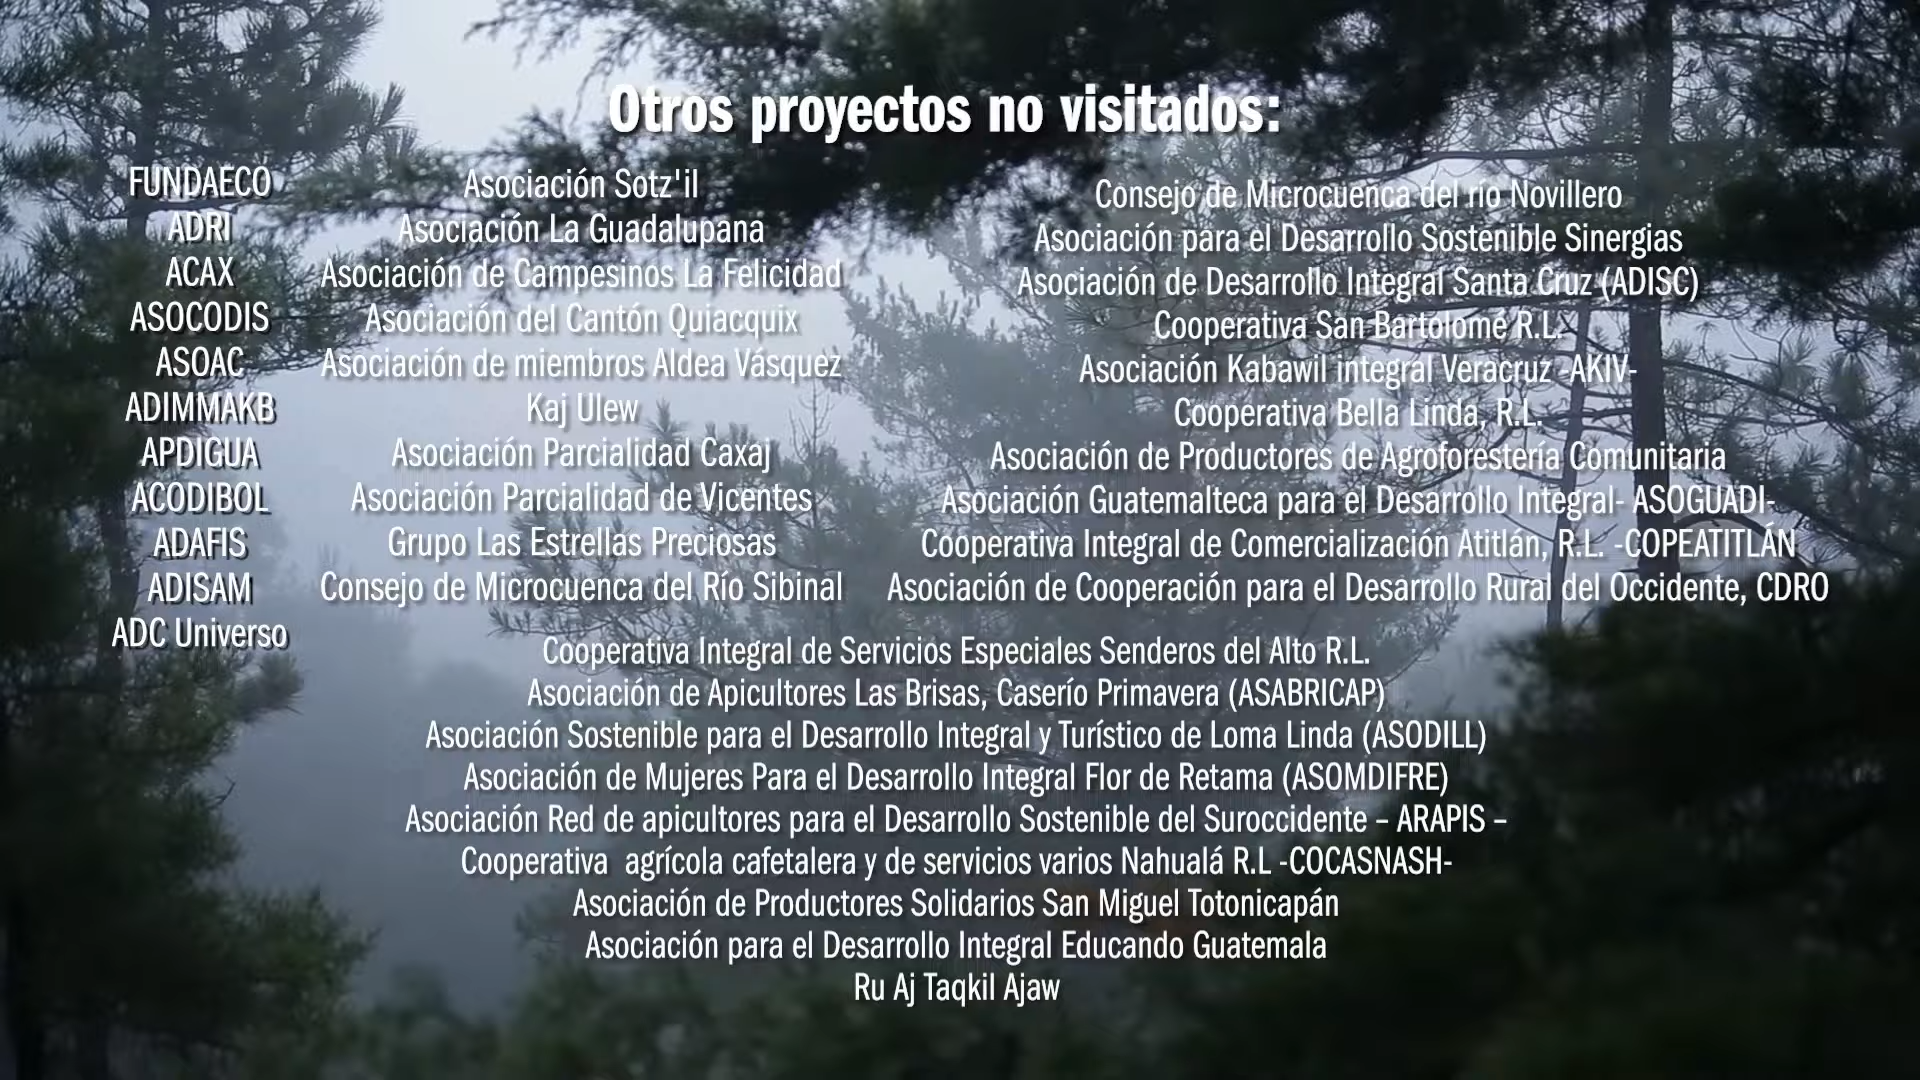 Otros proyectos no visitados:
FUNDAECO
ADRI
ACAX
ASOCODIS
ASOAC
ADIMMAKB
APDIGUA
ACODIBOL
ADAFIS
ADISAM
ADC Universo
Asociación Sotz'il
Asociación La Guadalupana
Asociación de Campesinos La Felicidad
Asociación del Cantón Quiacquix
Asociación de miembros Aldea Vásquez
Kaj Ulew
Asociación Parcialidad Caxaj
Asociación Parcialidad de Vicentes
Grupo Las Estrellas Preciosas
Consejo de Microcuenca del Río Sibinal
Consejo de Microcuenca del río Novillero
Asociación para el Desarrollo Sostenible Sinergias
Asociación de Desarrollo Integral Santa Cruz (ADISC)
Cooperativa San Bartolomé R.L.
Asociación Kabawil integral Veracruz -AKIV-
Cooperativa Bella Linda, R.L.
Asociación de Productores de Agroforestería Comunitaria
Asociación Guatemalteca para el Desarrollo Integral- ASOGUADI-
Cooperativa Integral de Comercialización Atitlán, R.L. -COPEATITLÁN
Asociación de Cooperación para el Desarrollo Rural del Occidente, CDRO
Cooperativa Integral de Servicios Especiales Senderos del Alto R.L.
Asociación de Apicultores Las Brisas, Caserío Primavera (ASABRICAP)
Asociación Sostenible para el Desarrollo Integral y Turístico de Loma Linda (ASODILL)
Asociación de Mujeres Para el Desarrollo Integral Flor de Retama (ASOMDIFRE)
Asociación Red de apicultores para el Desarrollo Sostenible del Suroccidente – ARAPIS –
Cooperativa  agrícola cafetalera y de servicios varios Nahualá R.L -COCASNASH-
Asociación de Productores Solidarios San Miguel Totonicapán
Asociación para el Desarrollo Integral Educando Guatemala
Ru Aj Taqkil Ajaw